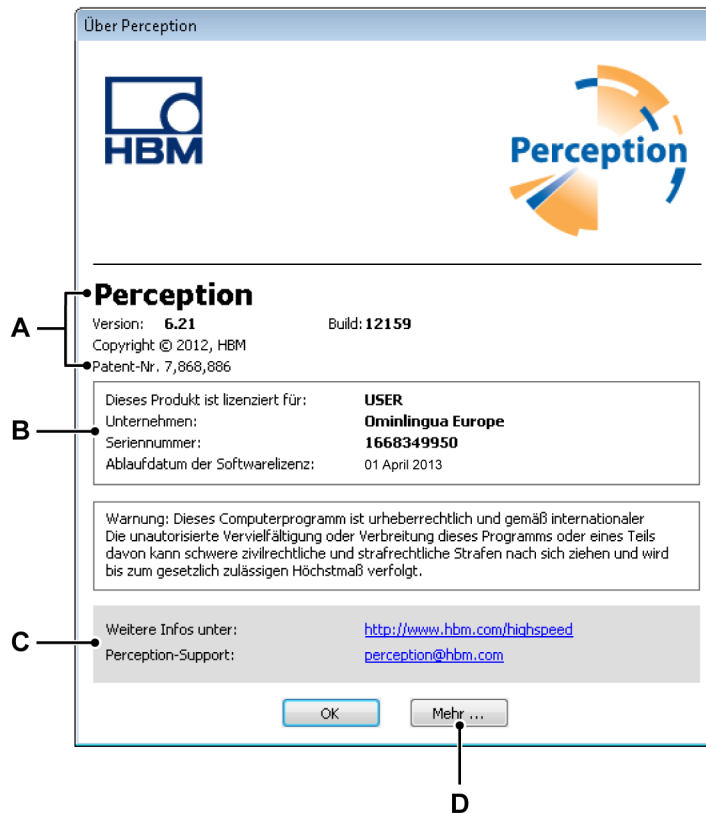 Über Perception
HBM
Perception
Perception
A
Version: 6.21 Build: 12159
Copyright © 2012, HBM
Patent-Nr. 7,868,886
B
Dieses Produkt ist lizenziert für: USER
Unternehmen: Ominlingua Europe
Seriennummer: 1668349950
Ablaufdatum der Softwarelizenz: 01 April 2013
Warnung: Dieses Computerprogramm ist urheberrechtlich und gemäß internationaler
Die unautorisierte Vervielfältigung oder Verbreitung dieses Programms oder eines Teils
davon kann schwere zivilrechtliche und strafrechtliche Strafen nach sich ziehen und wird
bis zum gesetzlich zulässigen Höchstmaß verfolgt.
C
Weitere Infos unter: http://www.hbm.com/highspeed
Perception-Support: perception@hbm.com
OK Mehr ...
D